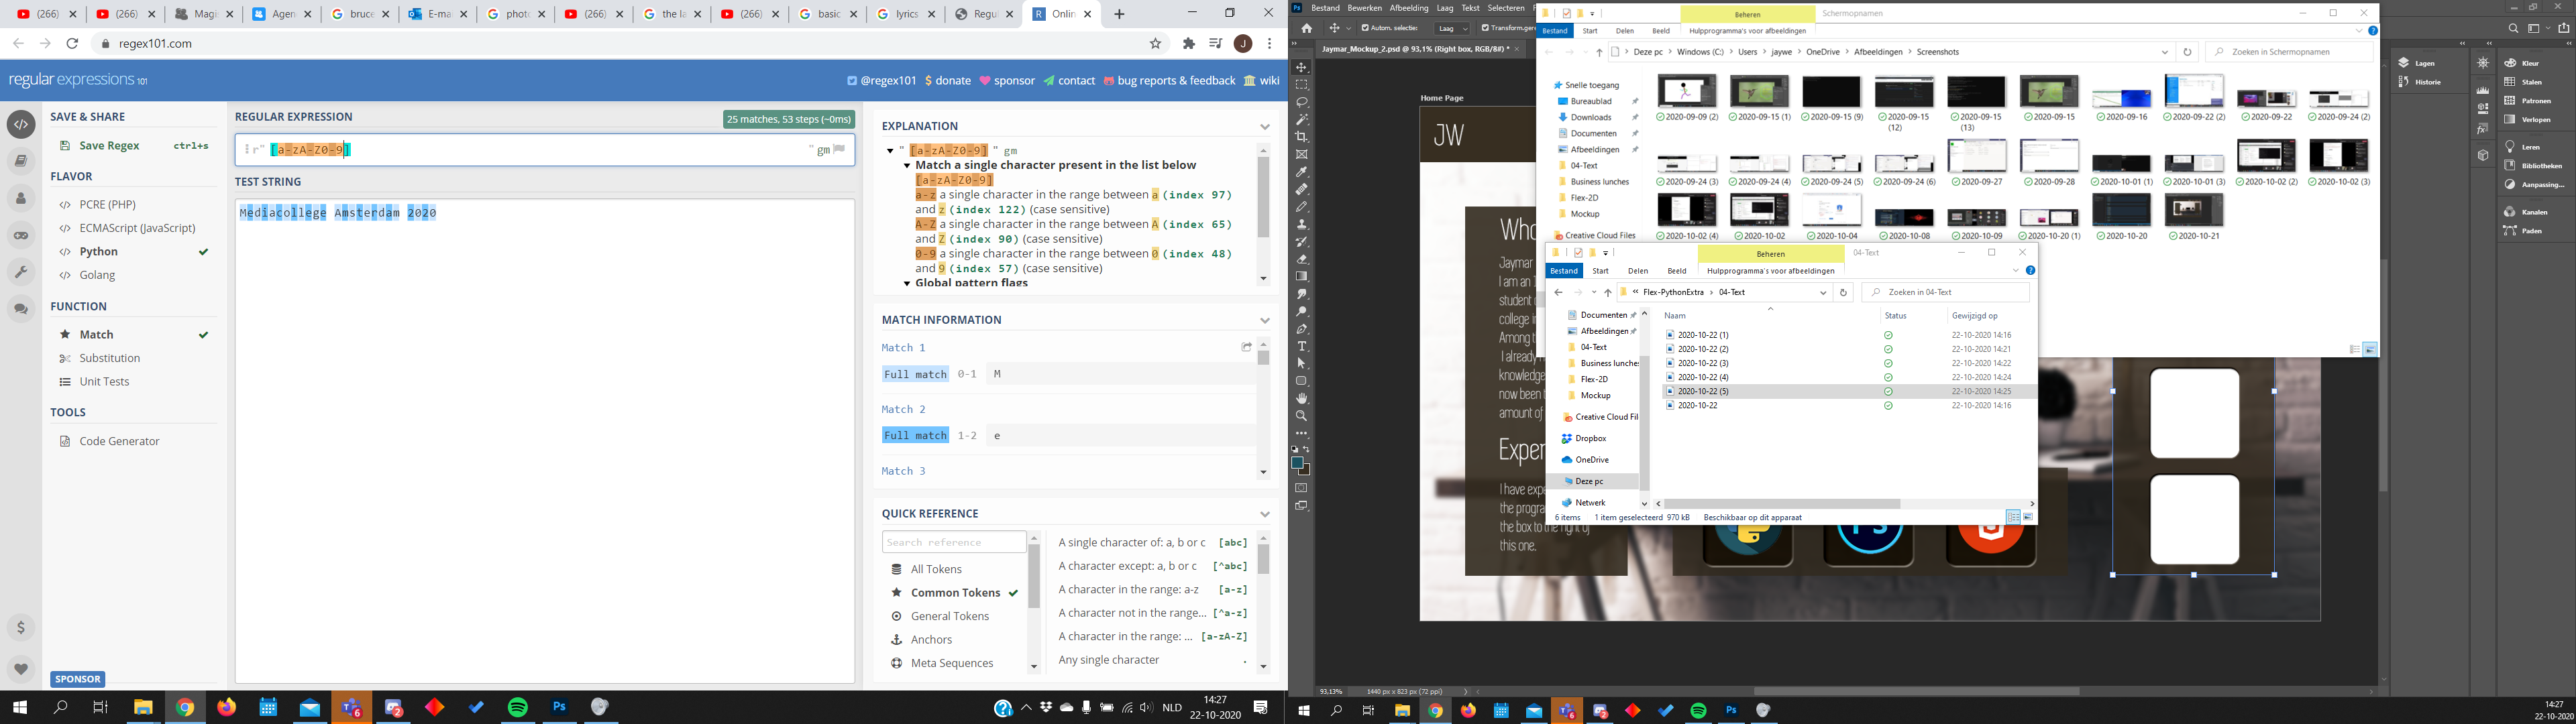 (266)
(266)
Magis
Agen
bruce
E-ma
photo
(266)
the la
(266)
basic
lyrics
Regul
Onlin
regex101.com
J
regular expressions 101
@regex101
$ donate
sponsor
contact
bug reports & feedback
wiki
SAVE & SHARE
Save Regex ctrl+s
FLAVOR
PCRE (PHP)
ECMAScript (JavaScript)
Python
Golang
FUNCTION
Match
Substitution
Unit Tests
TOOLS
Code Generator
SPONSOR
REGULAR EXPRESSION
25 matches, 53 steps (~0ms)
r" [a-zA-Z0-9] " gm
TEST STRING
Mediacollege Amsterdam 2020
EXPLANATION
" [a-zA-Z0-9] " gm
Match a single character present in the list below
[a-zA-Z0-9]
a-z a single character in the range between a (index 97)
and z (index 122) (case sensitive)
A-Z a single character in the range between A (index 65)
and Z (index 90) (case sensitive)
0-9 a single character in the range between 0 (index 48)
and 9 (index 57) (case sensitive)
Global pattern flags
MATCH INFORMATION
Match 1
Full match 0-1 M
Match 2
Full match 1-2 e
Match 3
QUICK REFERENCE
Search reference
All Tokens
Common Tokens
General Tokens
Anchors
Meta Sequences
A single character of: a, b or c [abc]
A character except: a, b or c [^abc]
A character in the range: a-z [a-z]
A character not in the range... [^a-z]
A character in the range: ... [a-zA-Z]
Any single character .
NLD
14:27
22-10-2020
Bestand Bewerken Afbeelding Laag Tekst Selecteren
Autom. selectie: Laag Transform.gere
Jaymar_Mockup_2.psd @ 93,1% (Right box, RGB/8#) *
Home Page
JW
Jaymar
student
college i
Among t
I already
knowledge
now been
amount of
Exper
I have expe
the progra
the box to the right of
this one.
93,13% 1440 px x 823 px (72 ppi)
Lagen
Historie
Kleur
Stalen
Patronen
Verlopen
Leren
Bibliotheken
Aanpassing...
Kanalen
Paden
Beheren
Schermopnamen
Bestand Start Delen Beeld Hulpprogramma's voor afbeeldingen
Deze pc > Windows (C:) > Users > jaywe > OneDrive > Afbeeldingen > Screenshots
Zoeken in Schermopnamen
Snelle toegang
Bureaublad
Downloads
Documenten
Afbeeldingen
04-Text
Business lunches
Flex-2D
Mockup
Creative Cloud Files
2020-09-09 (2) 2020-09-15 (1) 2020-09-15 (9) 2020-09-15 (12) 2020-09-15 (13) 2020-09-15 2020-09-16 2020-09-22 (2) 2020-09-22 2020-09-24 (2)
2020-09-24 (3) 2020-09-24 (4) 2020-09-24 (5) 2020-09-24 (6) 2020-09-27 2020-09-28 2020-10-01 (1) 2020-10-01 (3) 2020-10-02 (2) 2020-10-02 (3)
2020-10-02 (4) 2020-10-02 2020-10-04 2020-10-08 2020-10-09 2020-10-20 (1) 2020-10-20 2020-10-21
Beheren
04-Text
Bestand Start Delen Beeld Hulpprogramma's voor afbeeldingen
Flex-PythonExtra > 04-Text
Zoeken in 04-Text
Documenten
Afbeeldingen
04-Text
Business lunches
Flex-2D
Mockup
Creative Cloud Fil
Dropbox
OneDrive
Deze pc
Netwerk
Naam Status Gewijzigd op
2020-10-22 (1) 22-10-2020 14:16
2020-10-22 (2) 22-10-2020 14:21
2020-10-22 (3) 22-10-2020 14:22
2020-10-22 (4) 22-10-2020 14:24
2020-10-22 (5) 22-10-2020 14:25
2020-10-22 22-10-2020 14:16
6 items 1 item geselecteerd 970 kB Beschikbaar op dit apparaat
14:27
22-10-2020